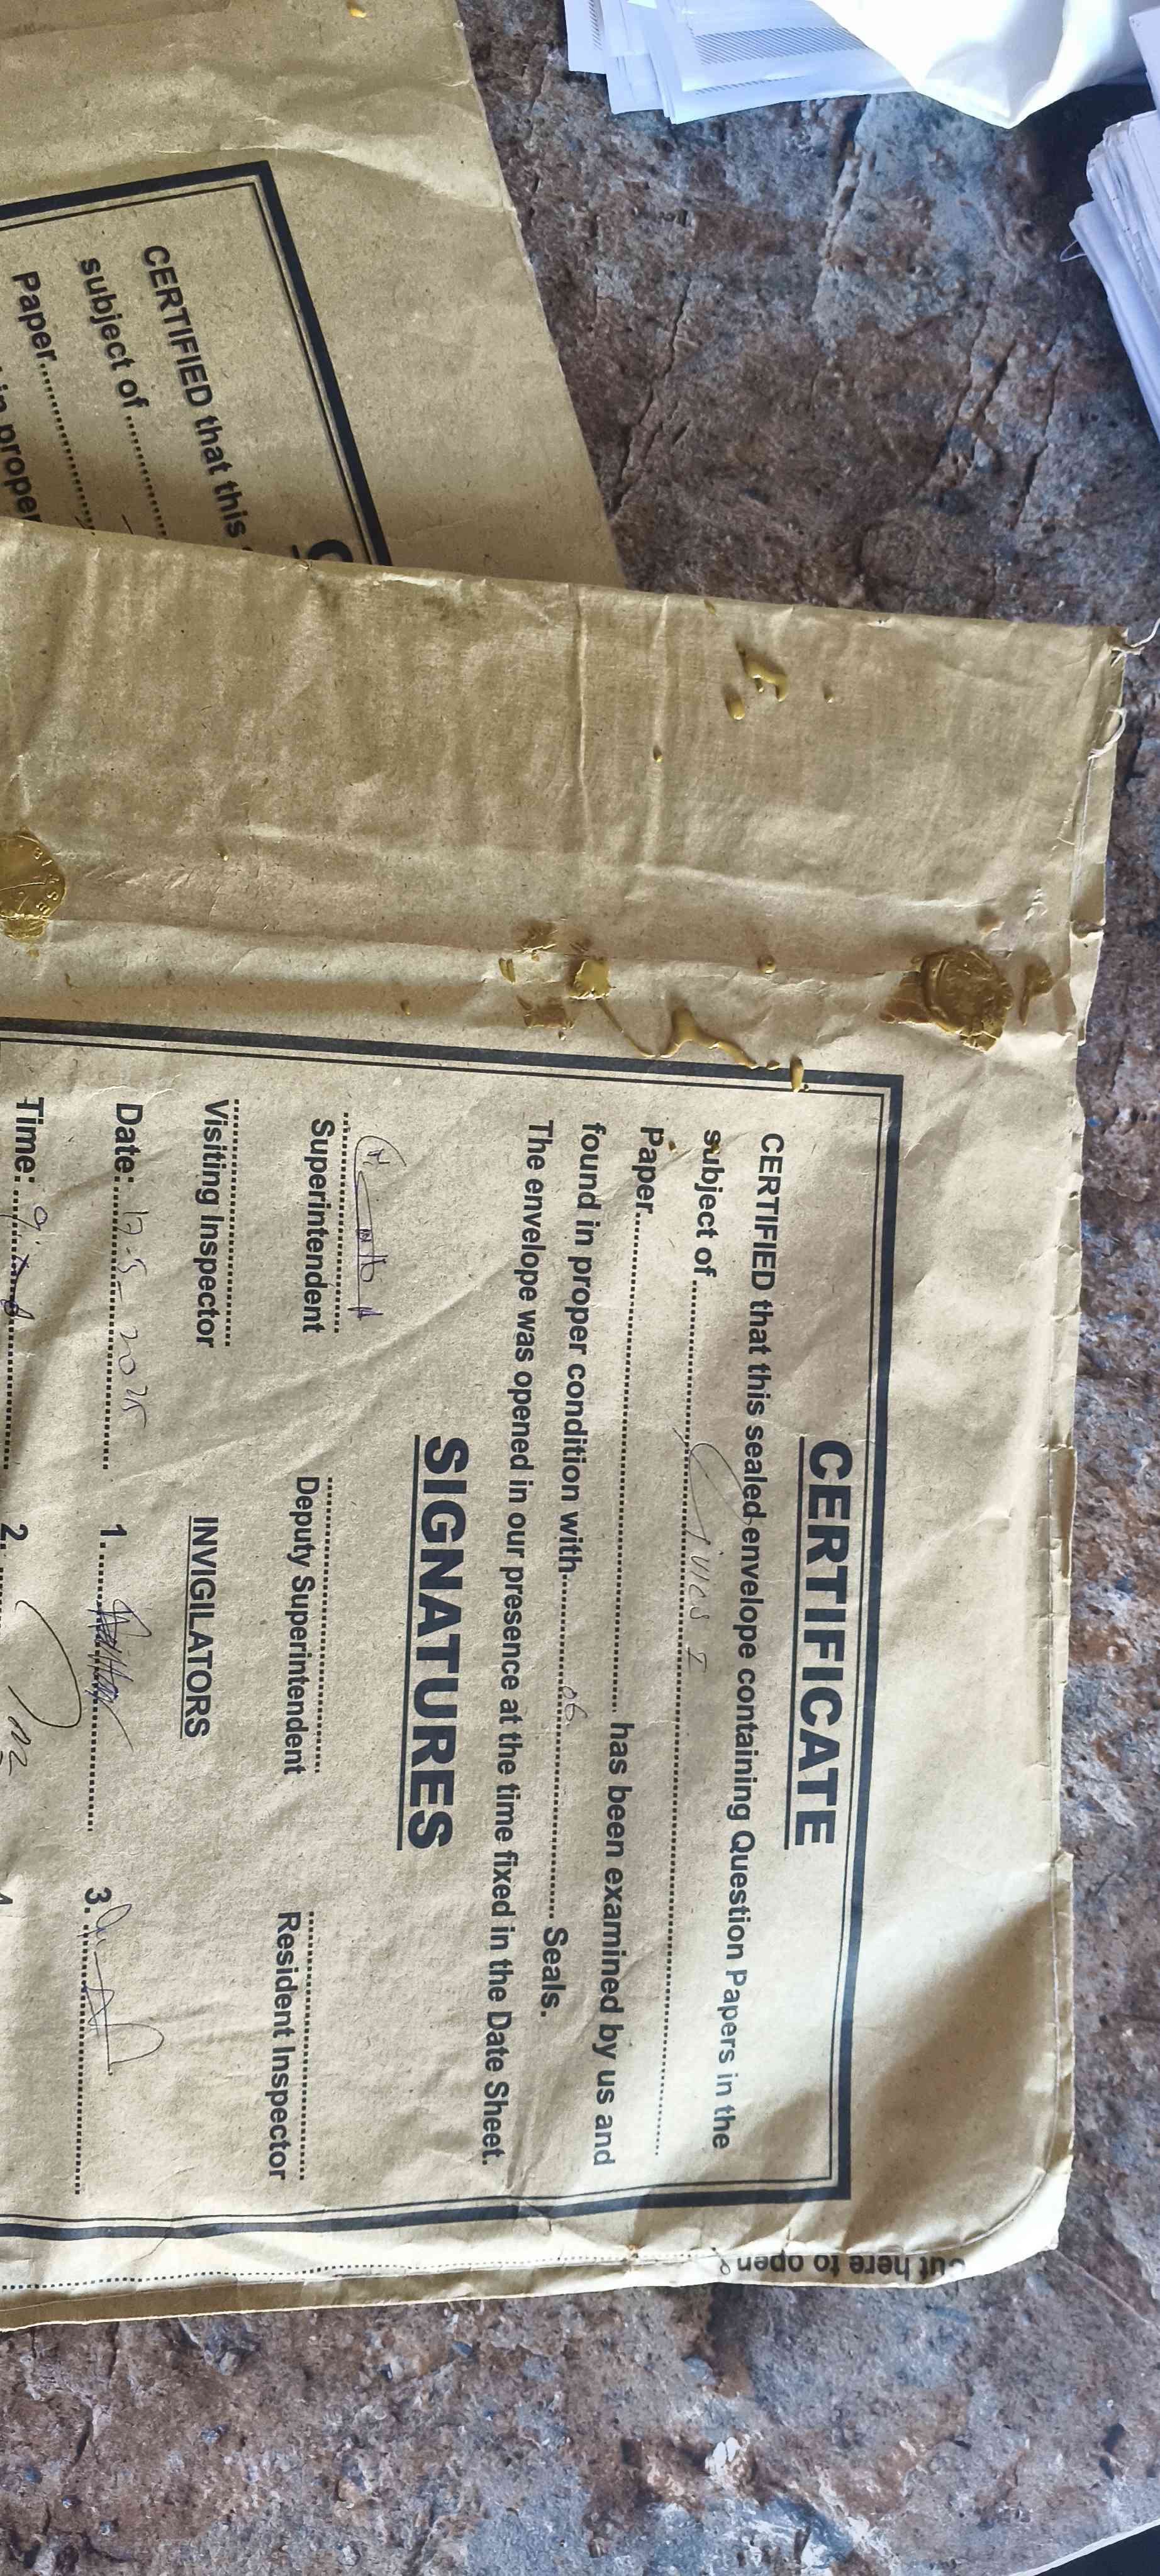 CERTIFICATE
CERTIFIED that this sealed envelope containing Question Papers in the
subject of ........ Civics I ........
Paper........ has been examined by us and
found in proper condition with........ 06 ........ Seals.
The envelope was opened in our presence at the time fixed in the Date Sheet.
SIGNATURES
Superintendent
Deputy Superintendent
Resident Inspector
Visiting Inspector
INVIGILATORS
Date:
1.
3.
Time:
2.
Cut here to open
CERTIFIED that this
subject of
Paper
in proper